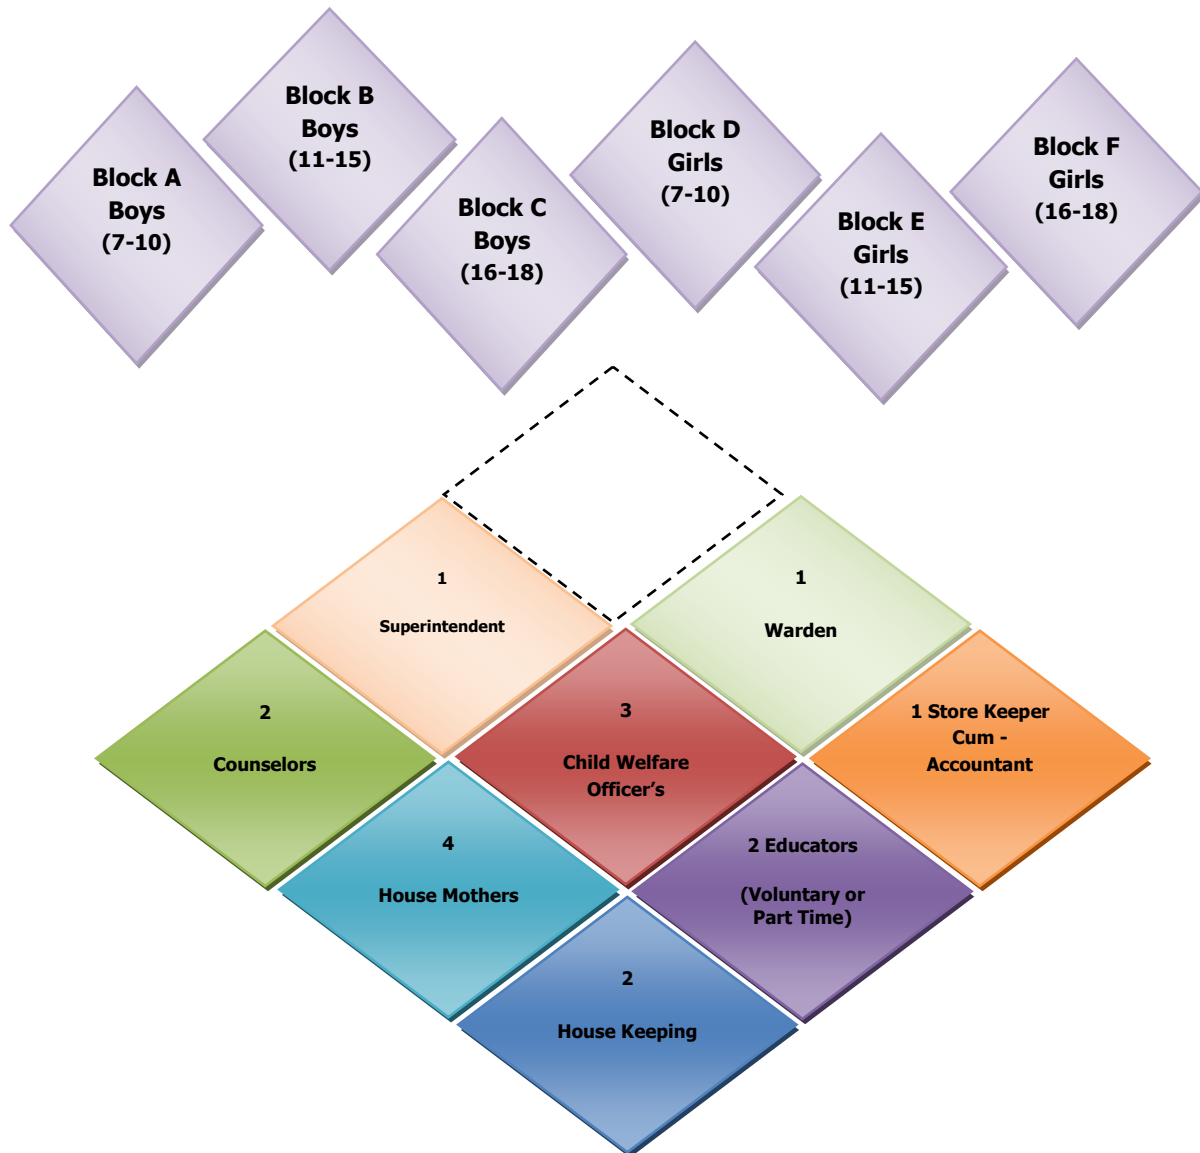 Block A
Boys
(7-10)
Block B
Boys
(11-15)
Block C
Boys
(16-18)
Block D
Girls
(7-10)
Block E
Girls
(11-15)
Block F
Girls
(16-18)
1
Superintendent
1
Warden
2
Counselors
3
Child Welfare
Officer's
1 Store Keeper
Cum -
Accountant
4
House Mothers
2 Educators
(Voluntary or
Part Time)
2
House Keeping